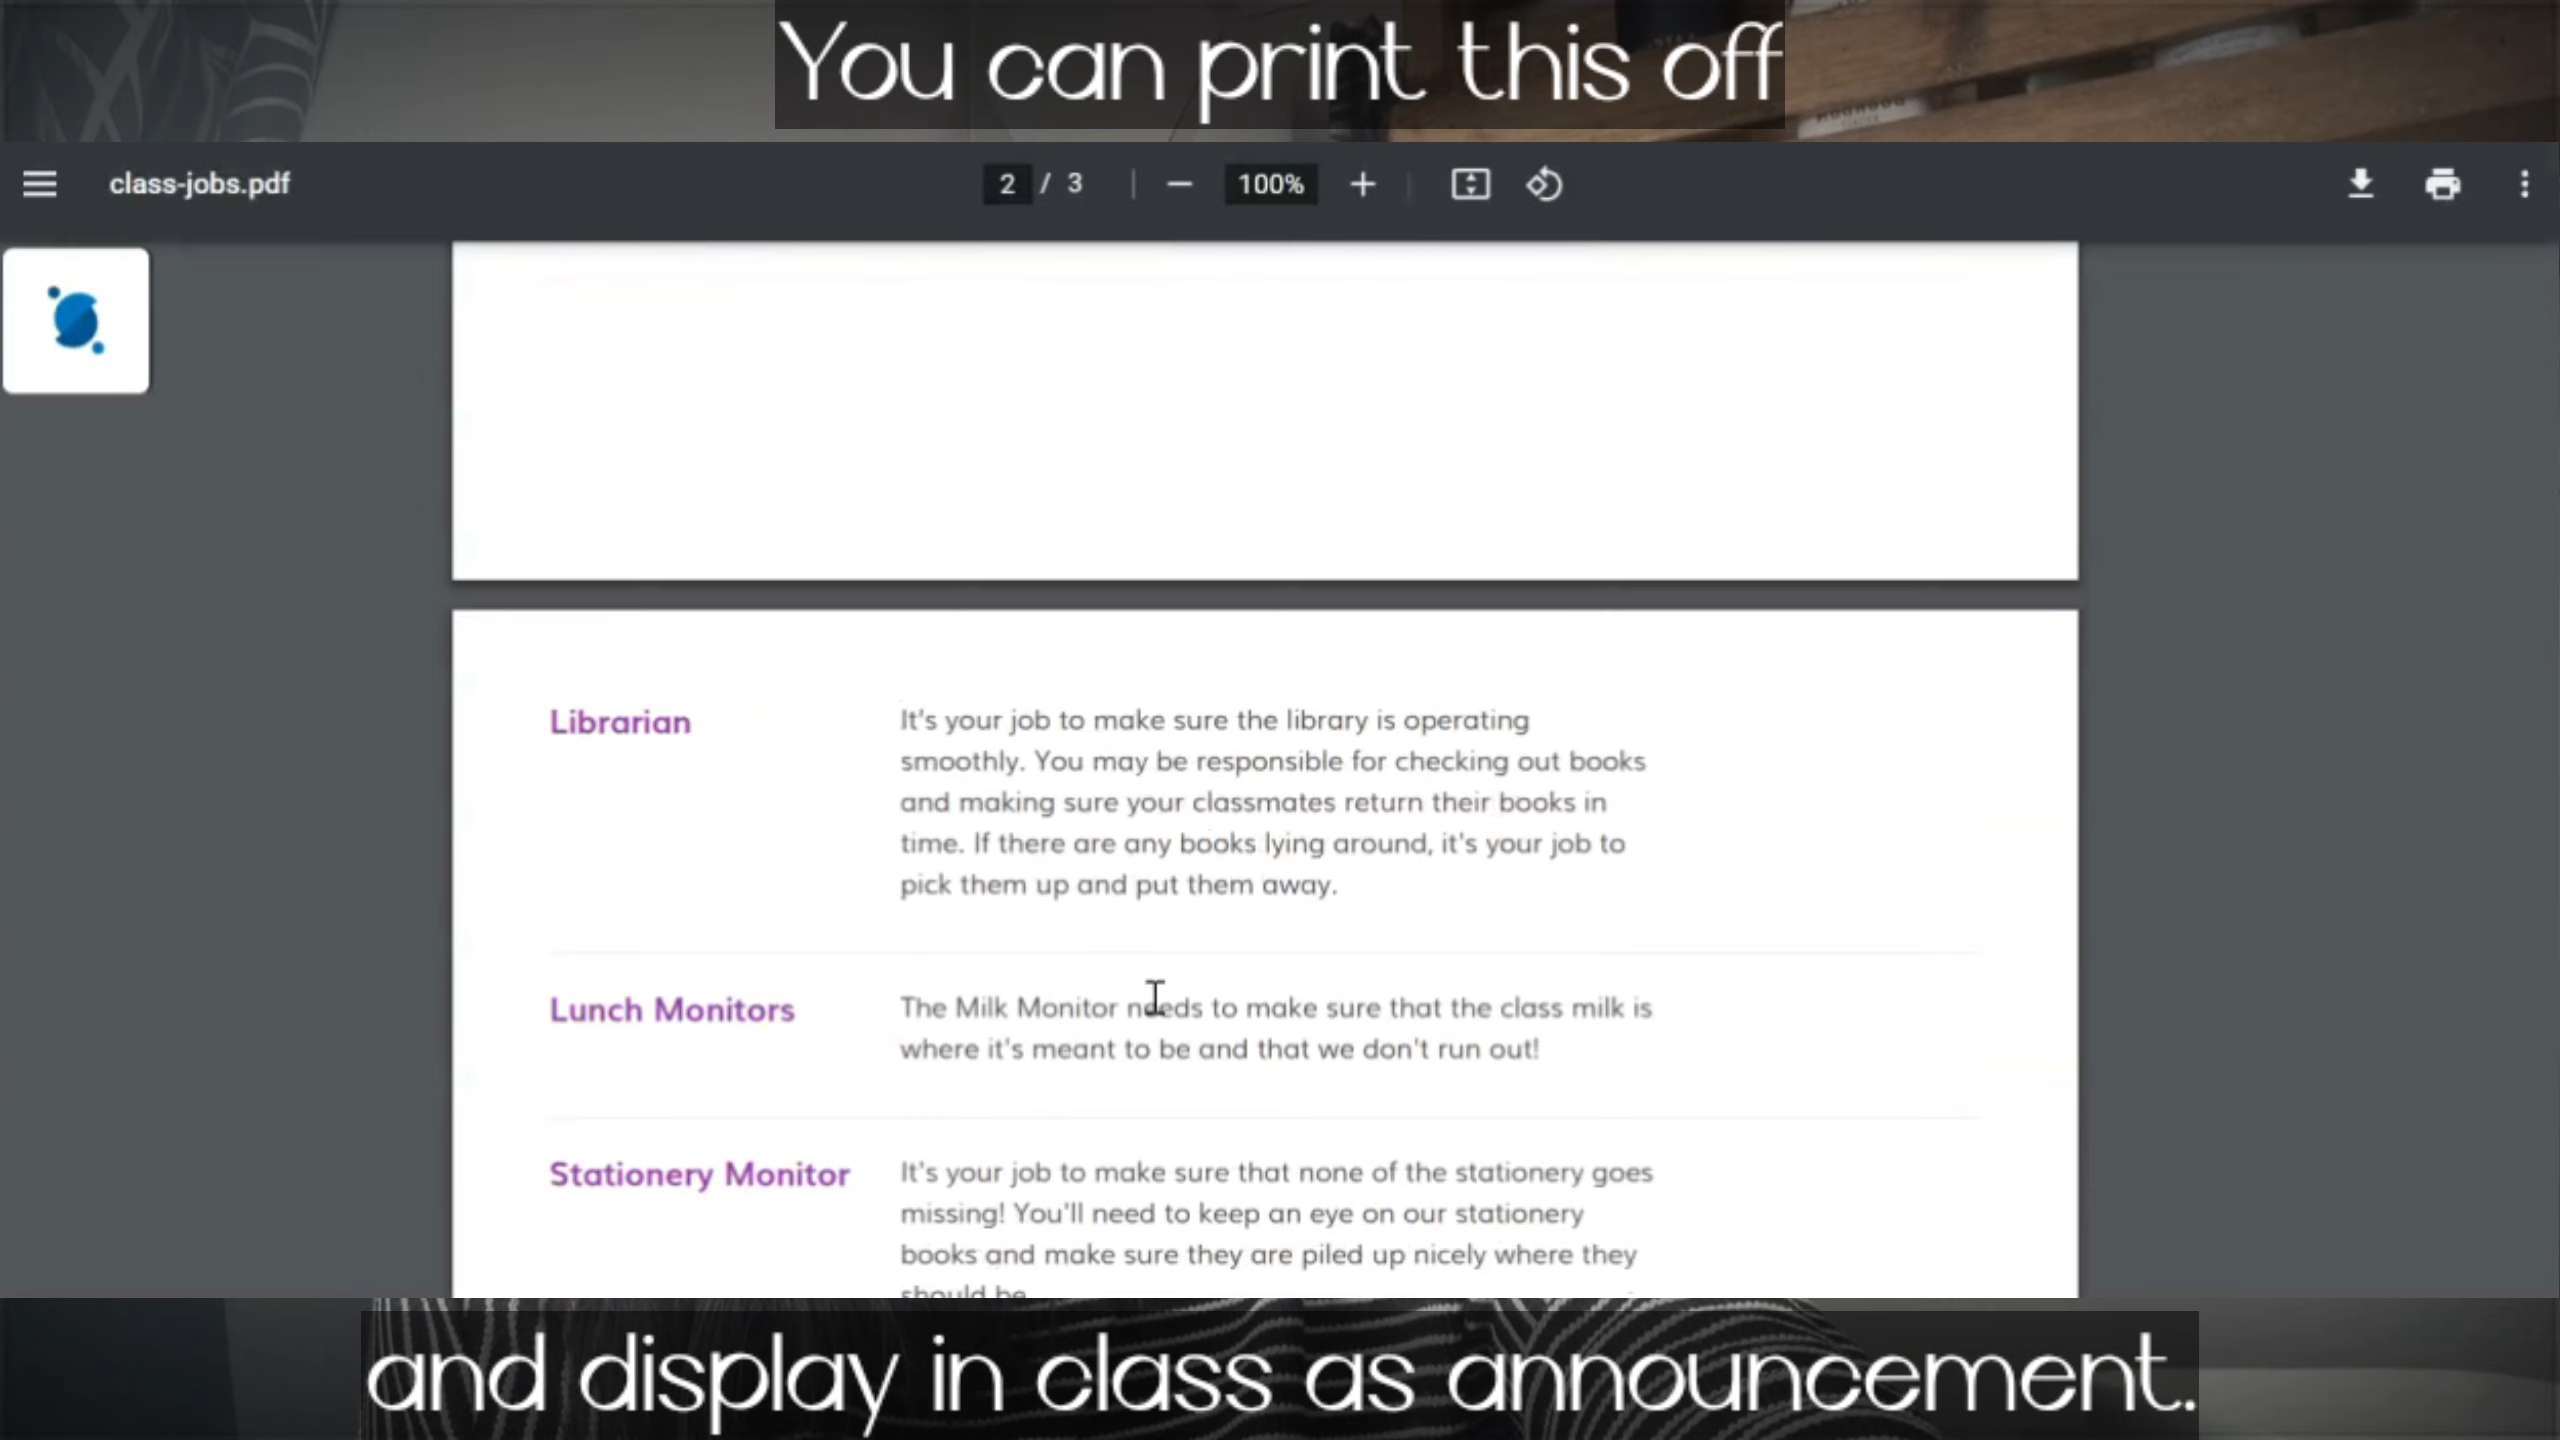 You can print this off
class-jobs.pdf
2 / 3
100%
Librarian
It's your job to make sure the library is operating
smoothly. You may be responsible for checking out books
and making sure your classmates return their books in
time. If there are any books lying around, it's your job to
pick them up and put them away.
Lunch Monitors
The Milk Monitor needs to make sure that the class milk is
where it's meant to be and that we don't run out!
Stationery Monitor
It's your job to make sure that none of the stationery goes
missing! You'll need to keep an eye on our stationery
books and make sure they are piled up nicely where they
should be
and display in class as announcement.